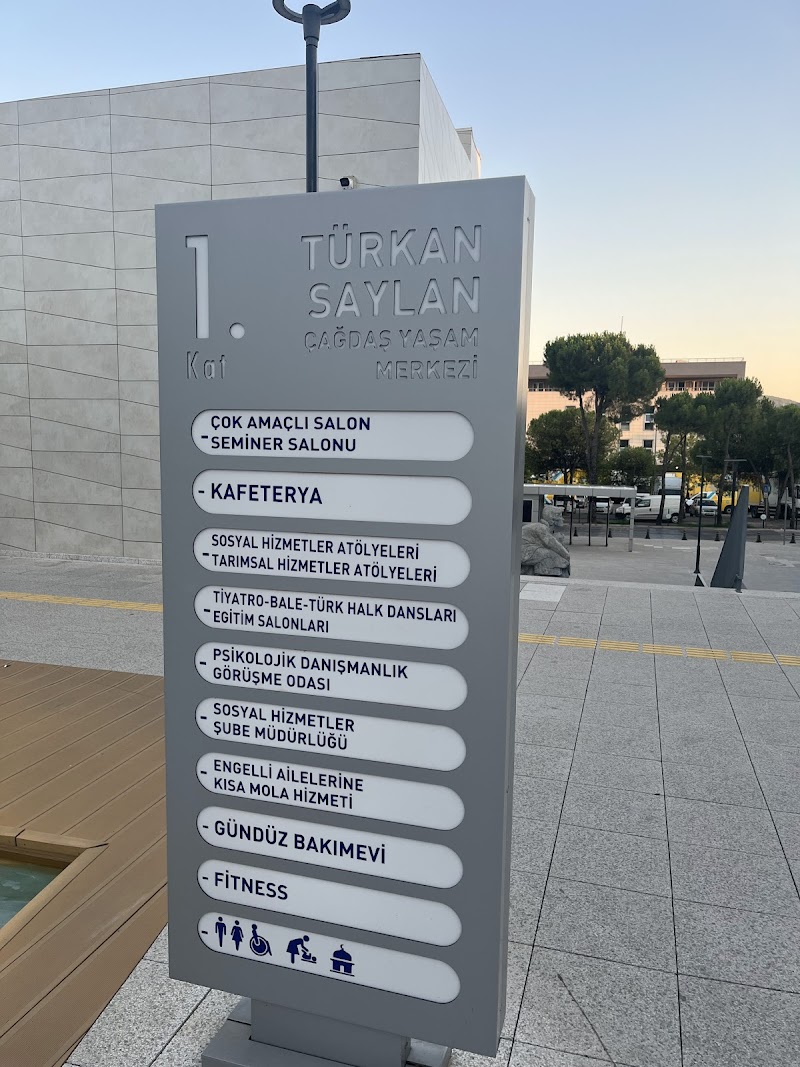 1.
Kat
TÜRKAN
SAYLAN
ÇAĞDAŞ YAŞAM
MERKEZİ
ÇOK AMAÇLI SALON
- SEMİNER SALONU
- KAFETERYA
SOSYAL HİZMETLER ATÖLYELERİ
- TARIMSAL HİZMETLER ATÖLYELERİ
- TİYATRO-BALE-TÜRK HALK DANSLARI
EGİTİM SALONLARI
- PSİKOLOJİK DANIŞMANLIK
GÖRÜŞME ODASI
- SOSYAL HİZMETLER
ŞUBE MÜDÜRLÜĞÜ
- ENGELLİ AİLELERİNE
KISA MOLA HİZMETİ
- GÜNDÜZ BAKIMEVİ
- FİTNESS
-